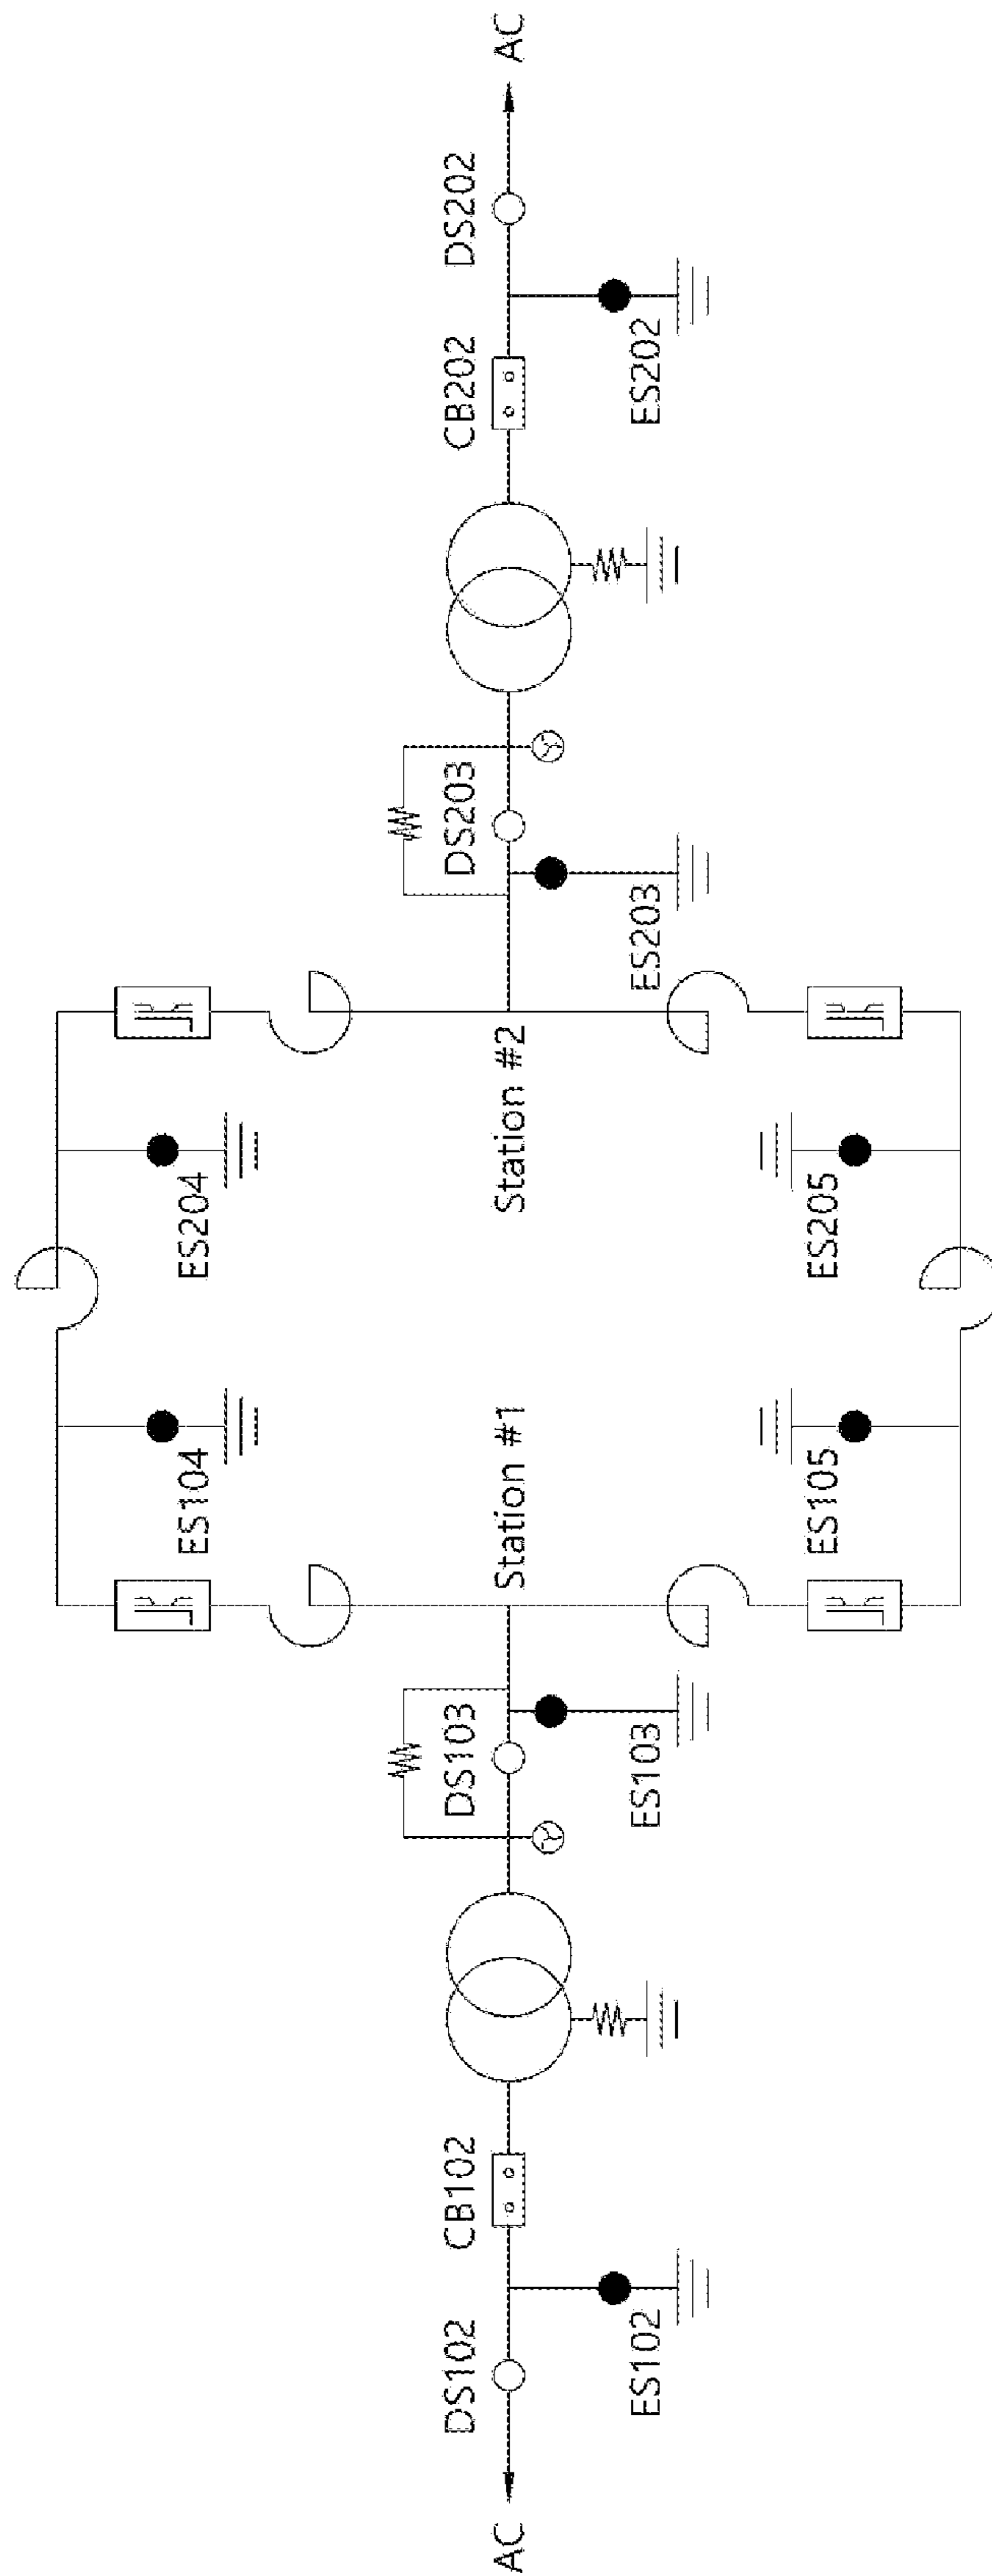 AC
DS102
ES102
CB102
DS103
ES103
Station #1
ES104
ES105
ES204
ES205
Station #2
DS203
ES203
CB202
ES202
DS202
AC